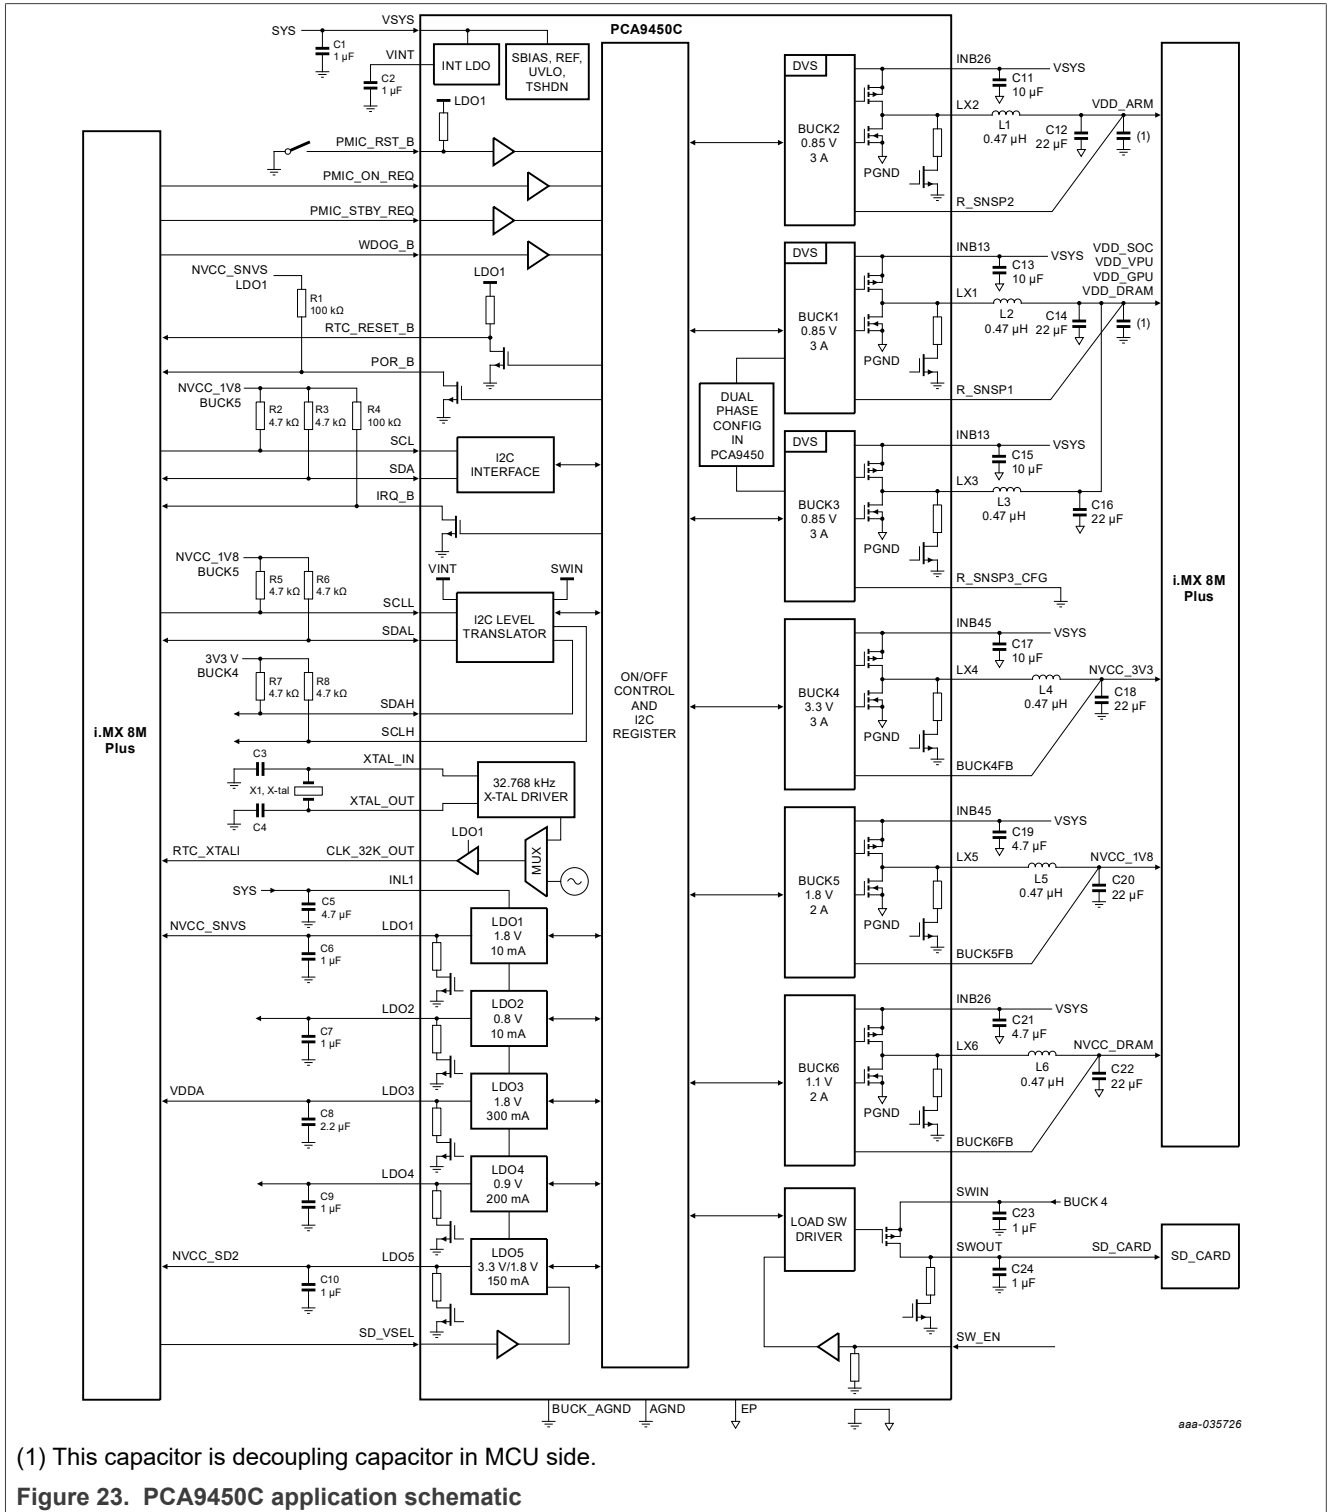 PCA9450C
SYS
VSYS
C1
1 µF
VINT
C2
1 µF
INT LDO
SBIAS, REF,
UVLO,
TSHDN
LDO1
PMIC_RST_B
PMIC_ON_REQ
PMIC_STBY_REQ
WDOG_B
NVCC_SNVS
LDO1
R1
100 kΩ
LDO1
RTC_RESET_B
POR_B
NVCC_1V8
BUCK5
R2
4.7 kΩ
R3
4.7 kΩ
R4
100 kΩ
SCL
SDA
I2C
INTERFACE
IRQ_B
NVCC_1V8
BUCK5
R5
4.7 kΩ
R6
4.7 kΩ
VINT
SWIN
SCLL
SDAL
I2C LEVEL
TRANSLATOR
3V3 V
BUCK4
R7
4.7 kΩ
R8
4.7 kΩ
SDAH
SCLH
i.MX 8M
Plus
C3
X1, X-tal
C4
XTAL_IN
XTAL_OUT
32.768 kHz
X-TAL DRIVER
LDO1
MUX
RTC_XTALI
CLK_32K_OUT
SYS
INL1
C5
4.7 µF
NVCC_SNVS
LDO1
C6
1 µF
LDO1
1.8 V
10 mA
LDO2
C7
1 µF
LDO2
0.8 V
10 mA
VDDA
LDO3
C8
2.2 µF
LDO3
1.8 V
300 mA
LDO4
C9
1 µF
LDO4
0.9 V
200 mA
NVCC_SD2
LDO5
C10
1 µF
LDO5
3.3 V/1.8 V
150 mA
SD_VSEL
ON/OFF
CONTROL
AND
I2C
REGISTER
DVS
BUCK2
0.85 V
3 A
PGND
INB26
VSYS
C11
10 µF
LX2
L1
0.47 µH
C12
22 µF
VDD_ARM
(1)
R_SNSP2
DVS
BUCK1
0.85 V
3 A
PGND
INB13
VSYS
C13
10 µF
VDD_SOC
VDD_VPU
VDD_GPU
VDD_DRAM
LX1
L2
0.47 µH
C14
22 µF
(1)
R_SNSP1
DUAL
PHASE
CONFIG
IN
PCA9450
DVS
BUCK3
0.85 V
3 A
PGND
INB13
VSYS
C15
10 µF
LX3
L3
0.47 µH
C16
22 µF
R_SNSP3_CFG
i.MX 8M
Plus
BUCK4
3.3 V
3 A
PGND
INB45
VSYS
C17
10 µF
LX4
L4
0.47 µH
NVCC_3V3
C18
22 µF
BUCK4FB
BUCK5
1.8 V
2 A
PGND
INB45
VSYS
C19
4.7 µF
LX5
L5
0.47 µH
NVCC_1V8
C20
22 µF
BUCK5FB
BUCK6
1.1 V
2 A
PGND
INB26
VSYS
C21
4.7 µF
LX6
L6
0.47 µH
NVCC_DRAM
C22
22 µF
BUCK6FB
LOAD SW
DRIVER
SWIN
BUCK 4
C23
1 µF
SWOUT
SD_CARD
C24
1 µF
SD_CARD
SW_EN
BUCK_AGND
AGND
EP
aaa-035726
(1) This capacitor is decoupling capacitor in MCU side.
Figure 23. PCA9450C application schematic